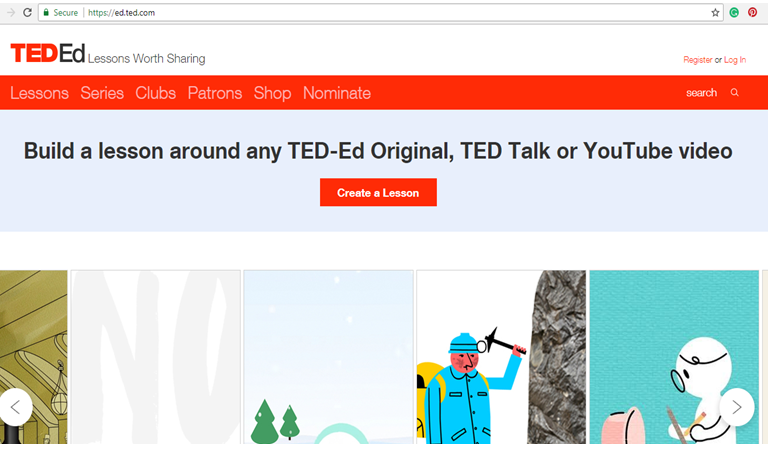 Secure https://ed.ted.com
TEDEd Lessons Worth Sharing
Register or Log In
Lessons Series Clubs Patrons Shop Nominate search
Build a lesson around any TED-Ed Original, TED Talk or YouTube video
Create a Lesson
NO